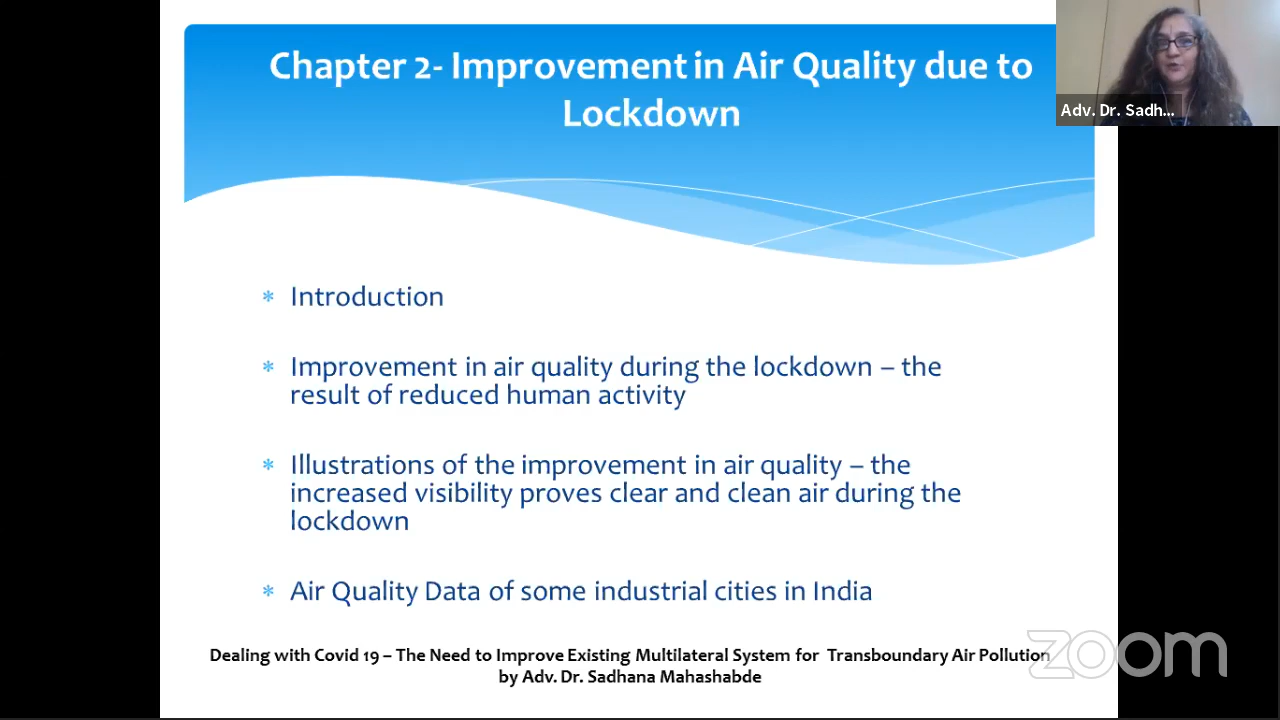 Chapter 2- Improvement in Air Quality due to
Lockdown
Adv. Dr. Sadh...
* Introduction
* Improvement in air quality during the lockdown – the
result of reduced human activity
* Illustrations of the improvement in air quality – the
increased visibility proves clear and clean air during the
lockdown
* Air Quality Data of some industrial cities in India
Dealing with Covid 19 – The Need to Improve Existing Multilateral System for Transboundary Air Pollution
by Adv. Dr. Sadhana Mahashabde
zoom